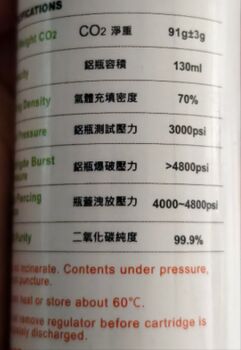 CIFICATIONS
Weight CO2 CO2 淨重 91g±3g
鋁瓶容積 130ml
Density 氣體充填密度 70%
Pressure 鋁瓶測試壓力 3000psi
Burst 鋁瓶爆破壓力 >4800psi
Pressure
Piercing 瓶蓋洩放壓力 4000~4800psi
Purity 二氧化碳純度 99.9%
incinerate. Contents under pressure,
puncture.
heat or store about 60℃.
remove regulator before cartridge is
discharged.